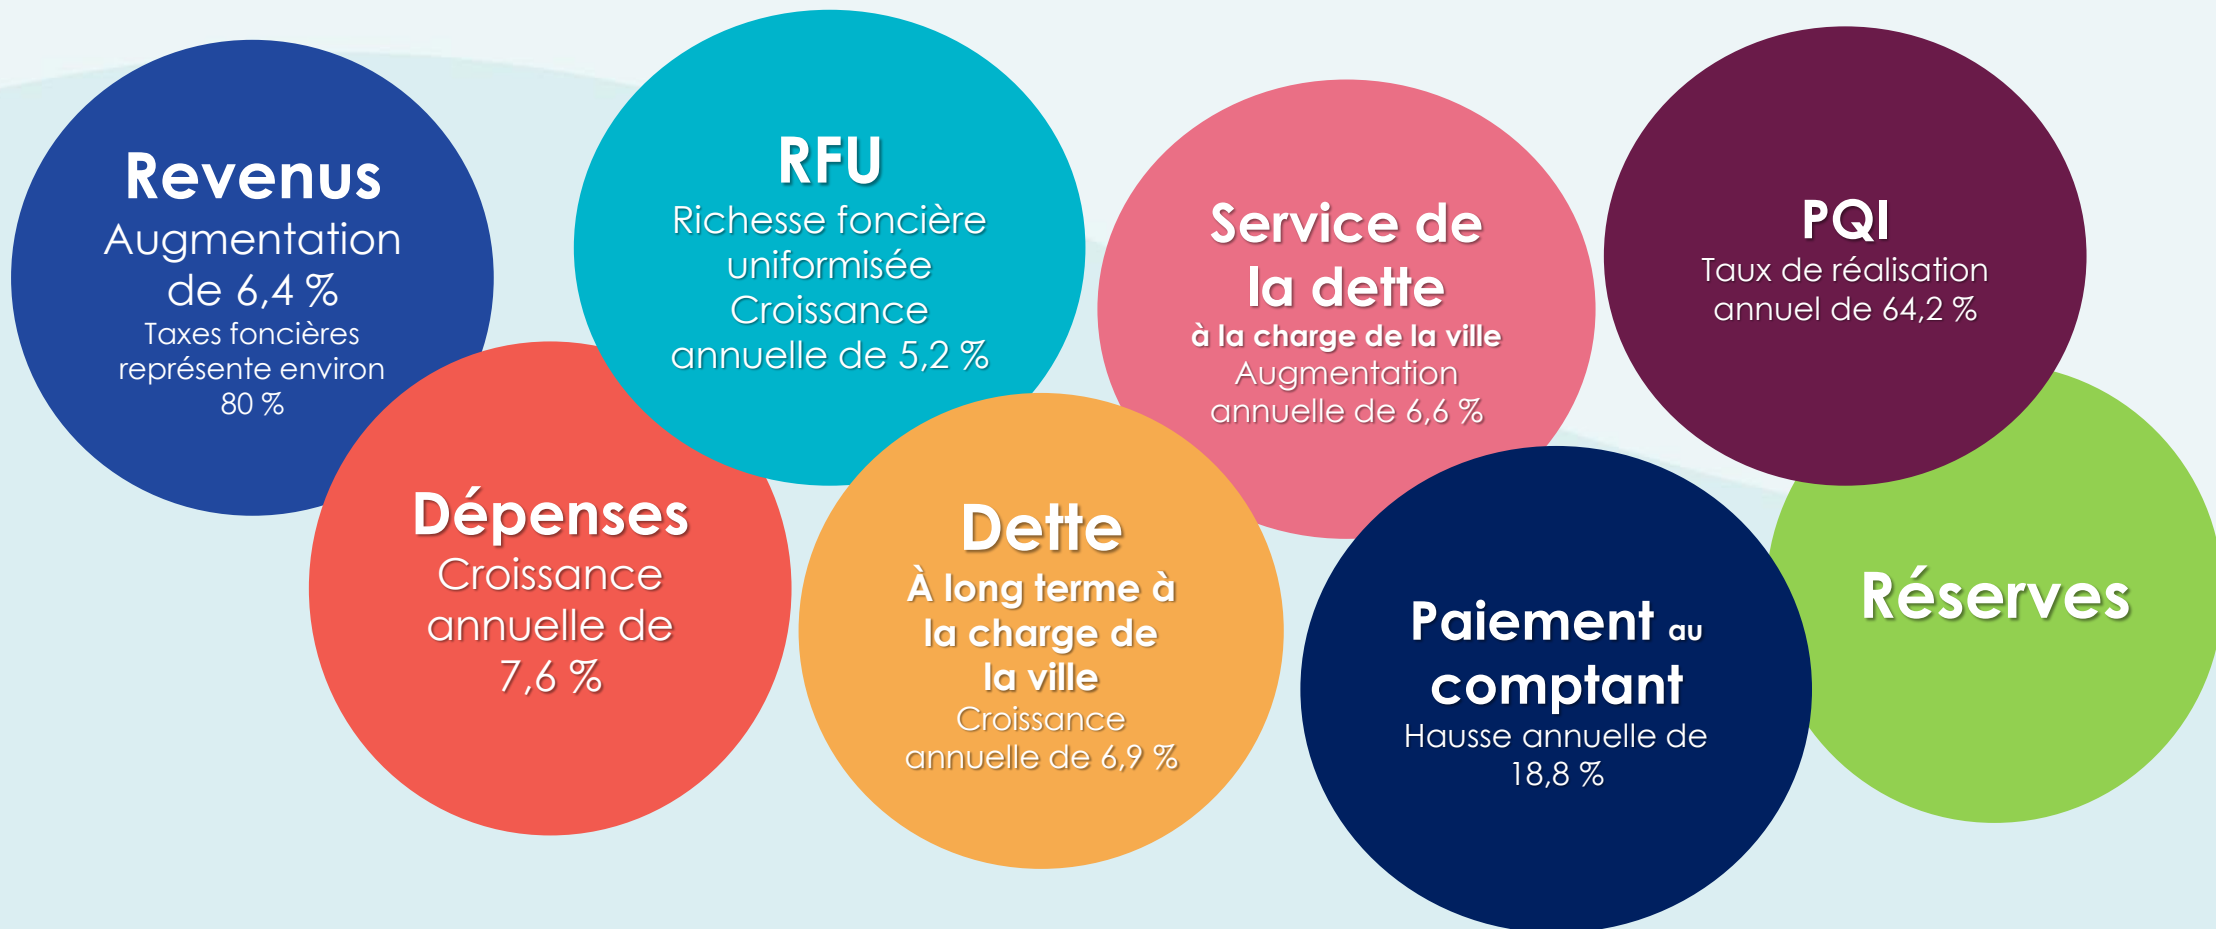 Revenus
Augmentation
de 6,4 %
Taxes foncières
représente environ
80 %
Dépenses
Croissance
annuelle de
7,6 %
RFU
Richesse foncière
uniformisée
Croissance
annuelle de 5,2 %
Dette
À long terme à
la charge de
la ville
Croissance
annuelle de 6,9 %
Service de
la dette
à la charge de la ville
Augmentation
annuelle de 6,6 %
Paiement au
comptant
Hausse annuelle de
18,8 %
PQI
Taux de réalisation
annuel de 64,2 %
Réserves